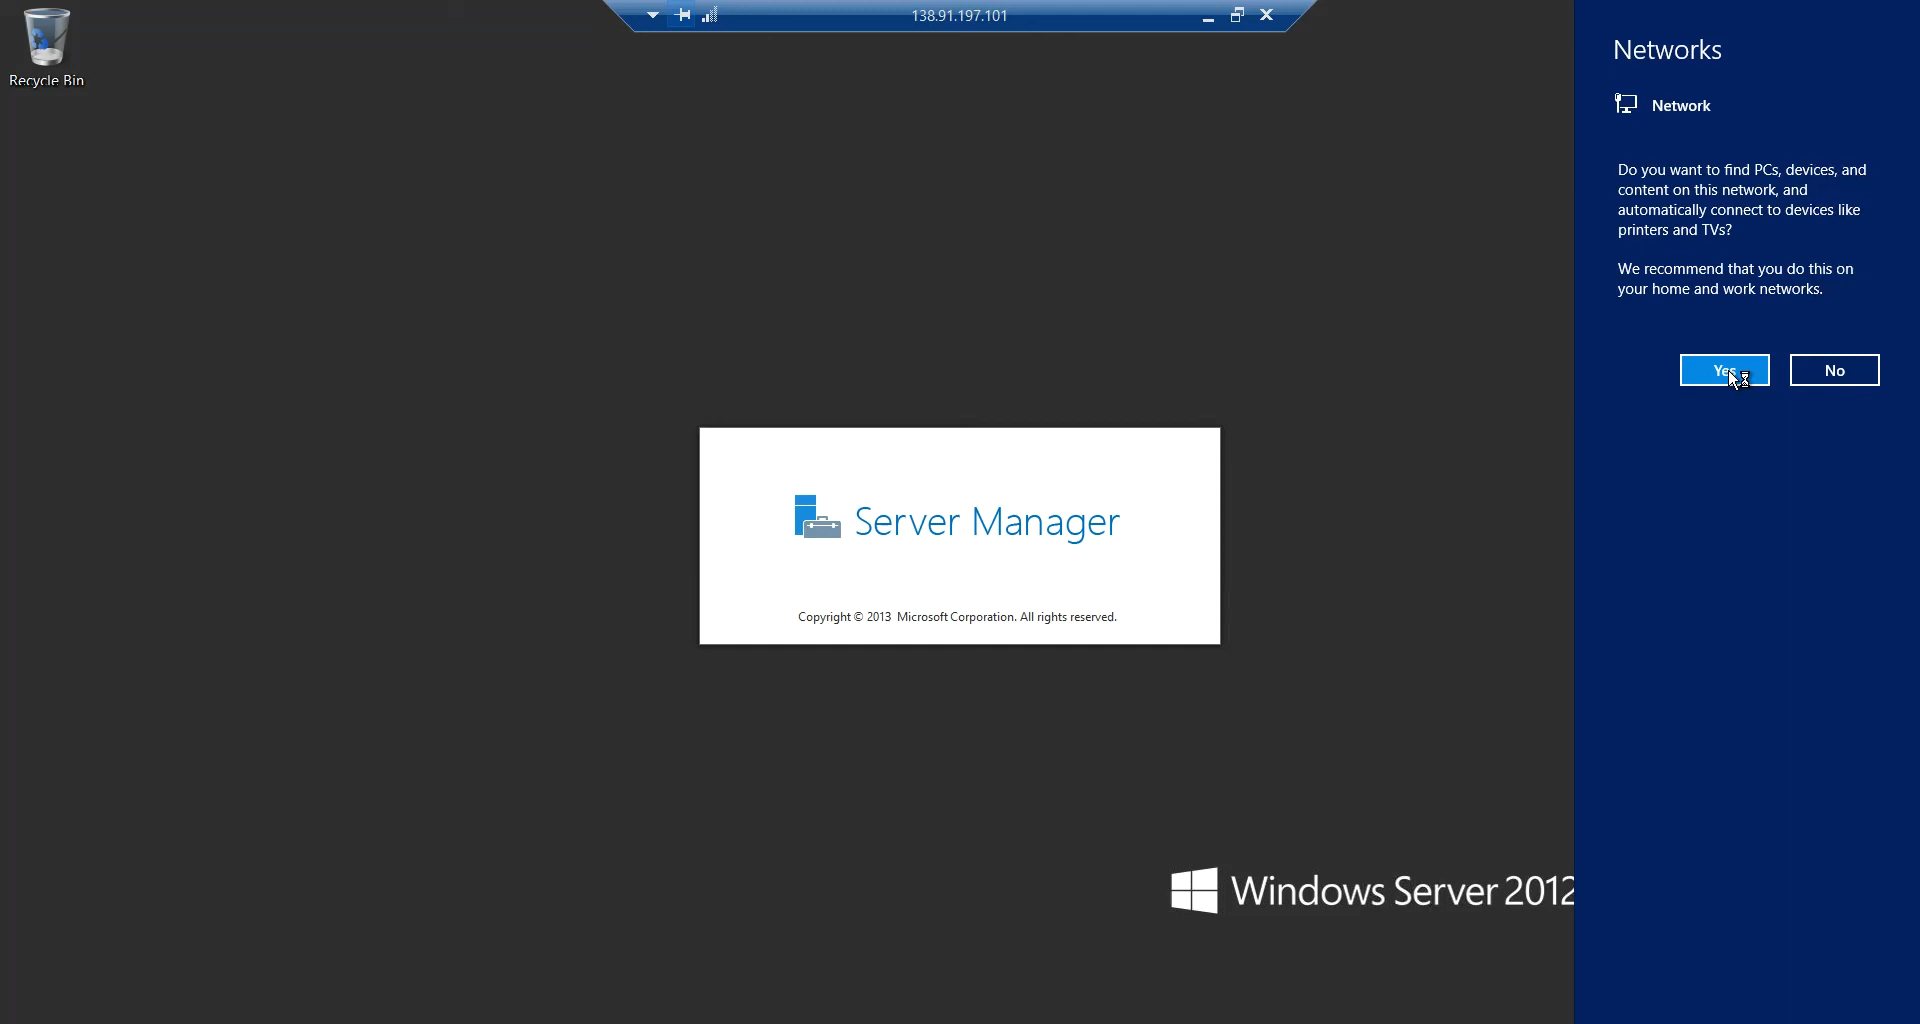 Recycle Bin
138.91.197.101
Networks
Network
Do you want to find PCs, devices, and
content on this network, and
automatically connect to devices like
printers and TVs?
We recommend that you do this on
your home and work networks.
Yes
No
Server Manager
Copyright © 2013 Microsoft Corporation. All rights reserved.
Windows Server 2012